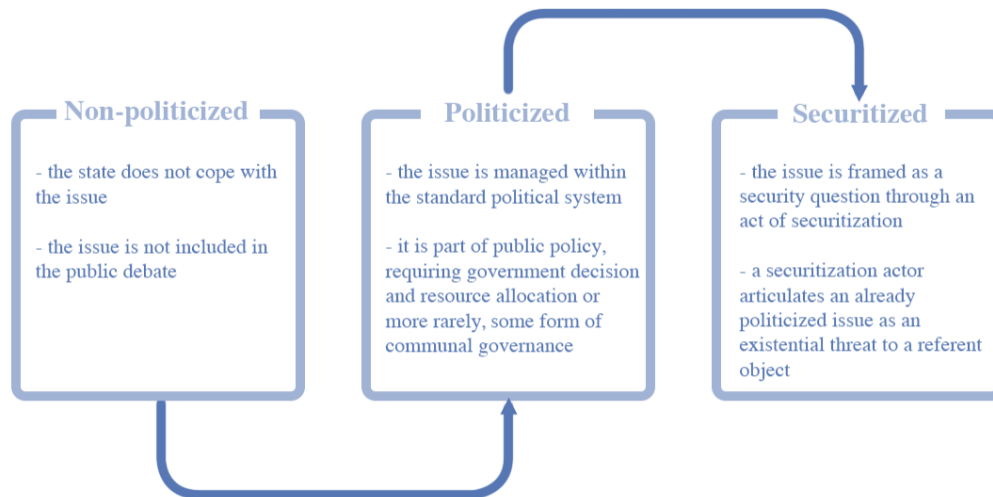 Non-politicized
- the state does not cope with
the issue
- the issue is not included in
the public debate
Politicized
- the issue is managed within
the standard political system
- it is part of public policy,
requiring government decision
and resource allocation or
more rarely, some form of
communal governance
Securitized
- the issue is framed as a
security question through an
act of securitization
- a securitization actor
articulates an already
politicized issue as an
existential threat to a referent
object